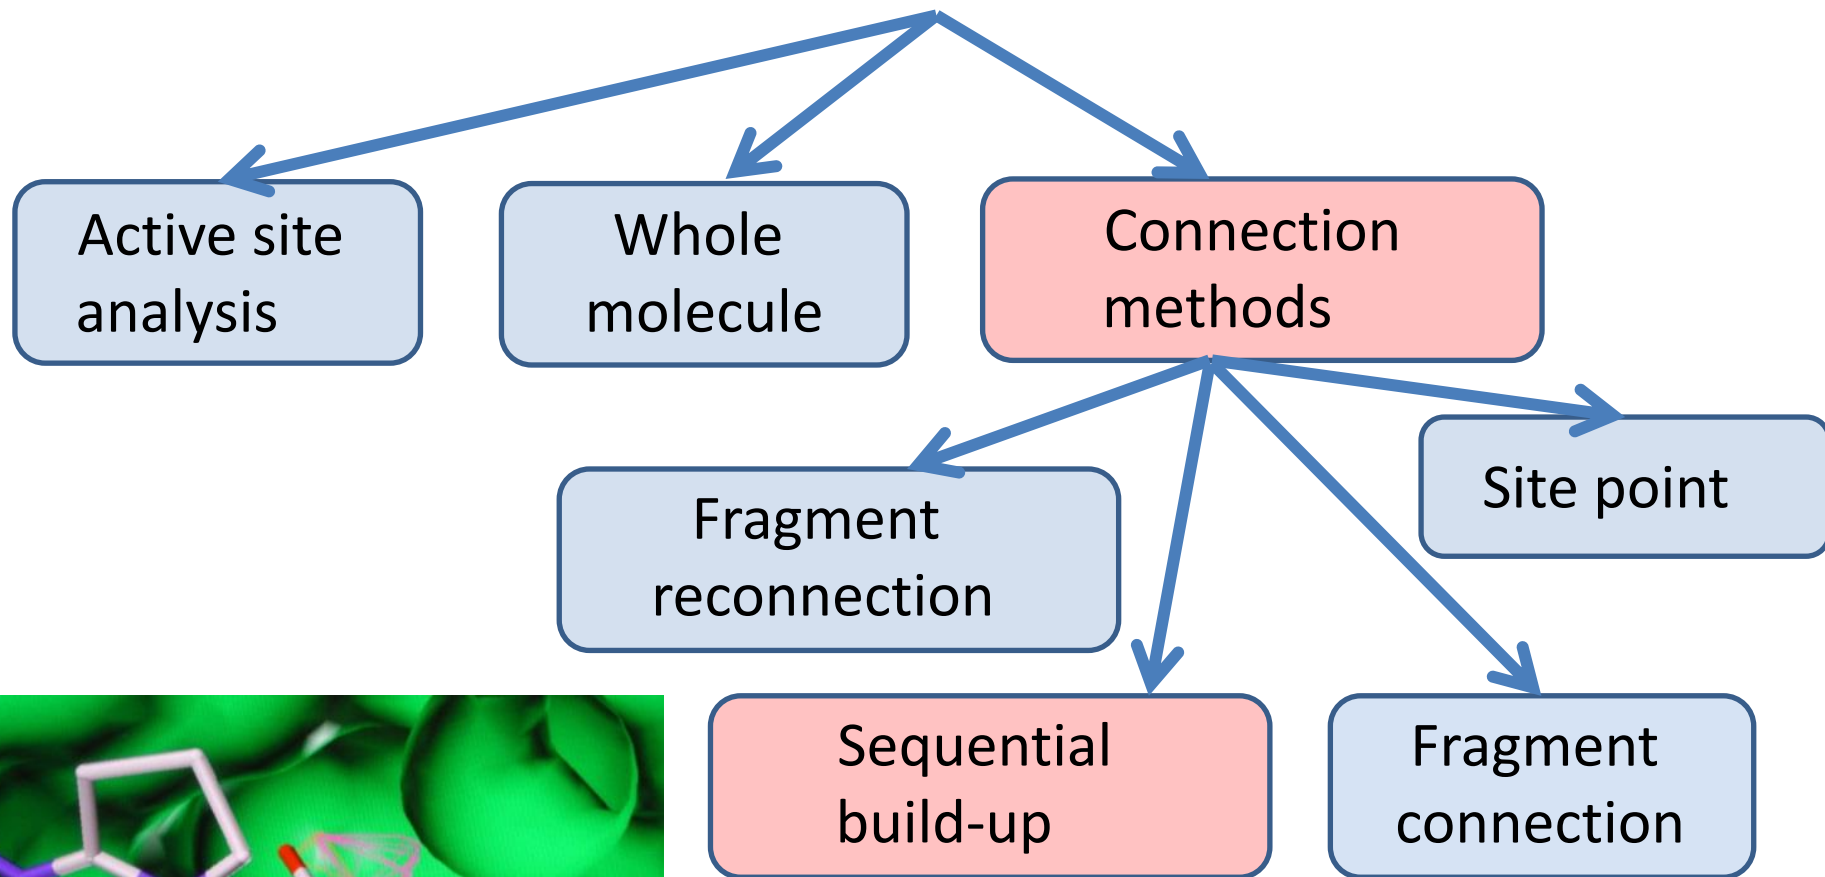 Active site
analysis
Whole
molecule
Connection
methods
Fragment
reconnection
Site point
Sequential
build-up
Fragment
connection